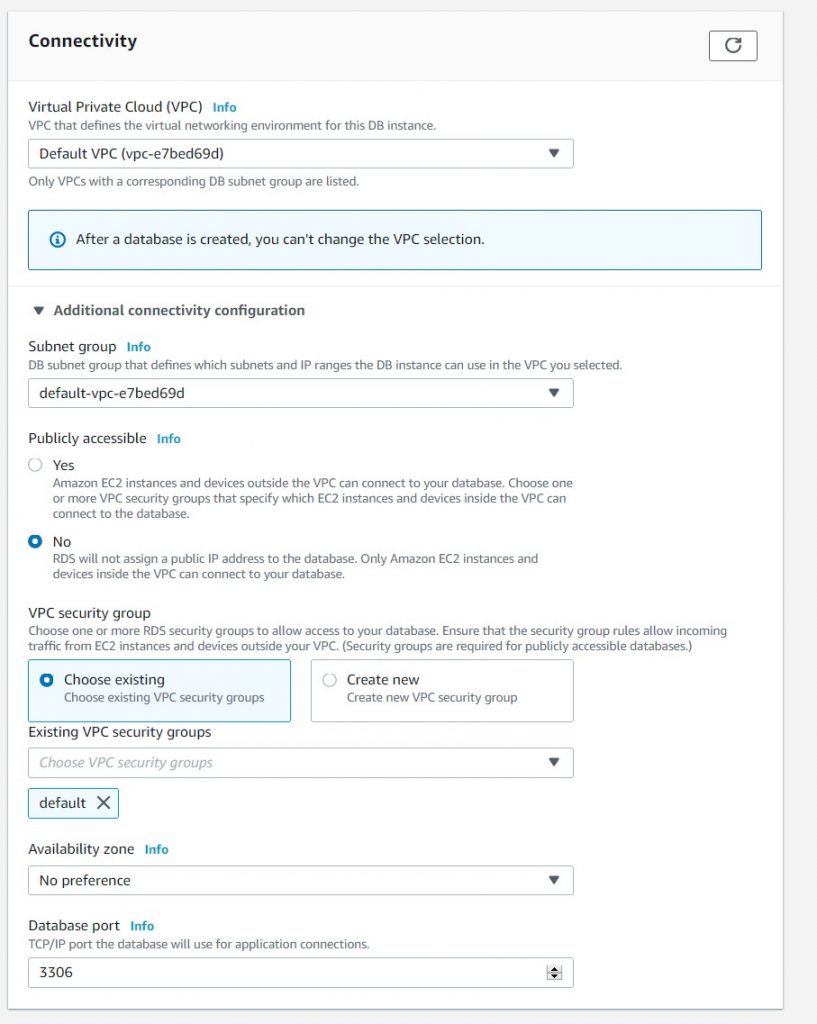 Connectivity
Virtual Private Cloud (VPC) Info
VPC that defines the virtual networking environment for this DB instance.
Default VPC (vpc-e7bed69d)
Only VPCs with a corresponding DB subnet group are listed.
After a database is created, you can't change the VPC selection.
Additional connectivity configuration
Subnet group Info
DB subnet group that defines which subnets and IP ranges the DB instance can use in the VPC you selected.
default-vpc-e7bed69d
Publicly accessible Info
Yes
Amazon EC2 instances and devices outside the VPC can connect to your database. Choose one
or more VPC security groups that specify which EC2 instances and devices inside the VPC can
connect to the database.
No
RDS will not assign a public IP address to the database. Only Amazon EC2 instances and
devices inside the VPC can connect to your database.
VPC security group
Choose one or more RDS security groups to allow access to your database. Ensure that the security group rules allow incoming
traffic from EC2 instances and devices outside your VPC. (Security groups are required for publicly accessible databases.)
Choose existing
Choose existing VPC security groups
Create new
Create new VPC security group
Existing VPC security groups
Choose VPC security groups
default
Availability zone Info
No preference
Database port Info
TCP/IP port the database will use for application connections.
3306